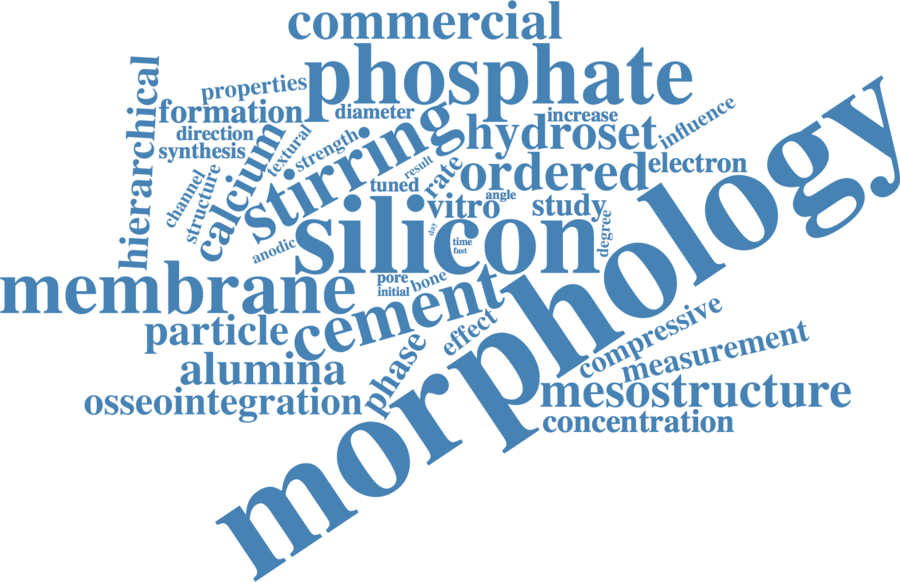 commercial
phosphate
hierarchical
properties
formation
diameter
increase
influence
direction
synthesis
calcium
textural
strength
stirring
hydroset
result
rate
ordered
electron
channel
structure
tuned
angle
vitro
study
anodic
silicon
day
time
fast
degree
membrane
pore
initial
bone
cement
morphology
particle
effect
compressive
measurement
alumina
phase
mesostructure
osseointegration
concentration